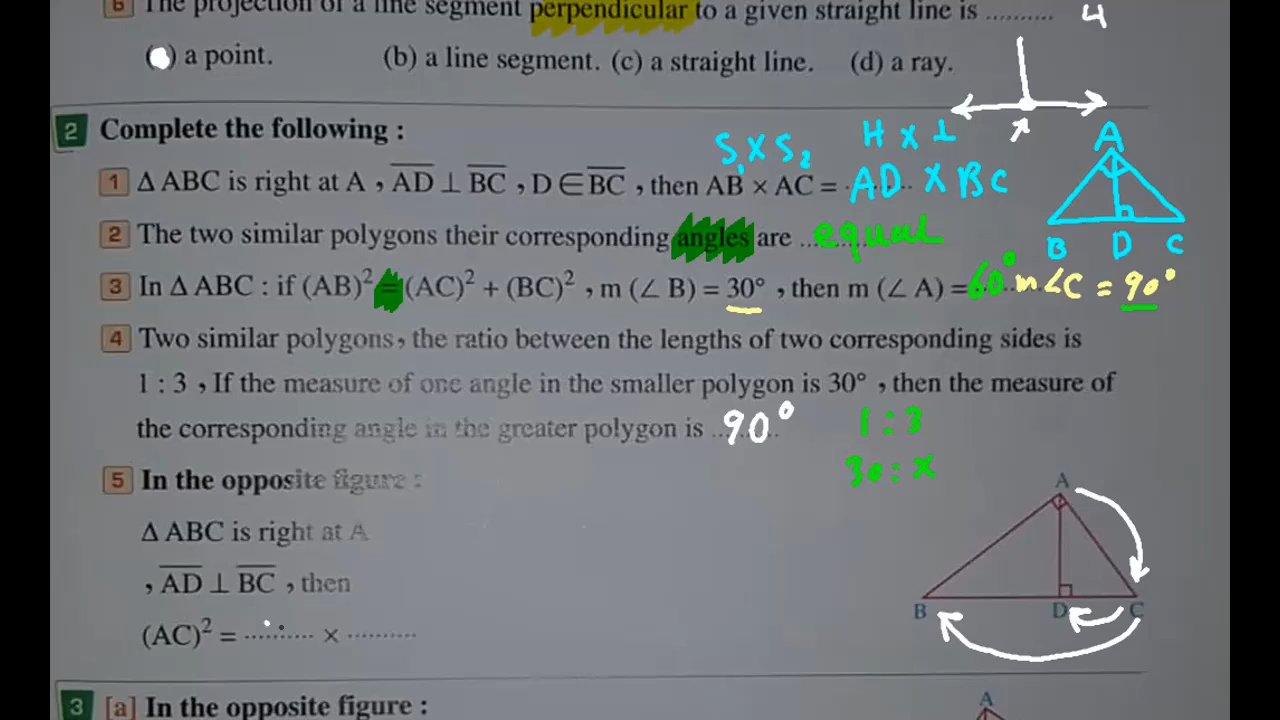 6 The projection of a line segment perpendicular to a given straight line is ..........
4
(a) a point. (b) a line segment. (c) a straight line. (d) a ray.
2 Complete the following :
S₁ X S₂ H X ⊥
1 Δ ABC is right at A , AD ⊥ BC , D ∈ BC , then AB × AC = AD X BC
2 The two similar polygons their corresponding angles are ... equal
3 In Δ ABC : if (AB)² = (AC)² + (BC)² , m (∠ B) = 30° , then m (∠ A) = 60° m ∠C = 90°
A
B D C
4 Two similar polygons, the ratio between the lengths of two corresponding sides is
1 : 3 , If the measure of one angle in the smaller polygon is 30° , then the measure of
the corresponding angle in the greater polygon is .. 90°
1 : 3
30 : x
5 In the opposite figure :
Δ ABC is right at A
, AD ⊥ BC , then
(AC)² = .......... × ..........
A
B D C
3 [a] In the opposite figure :
A